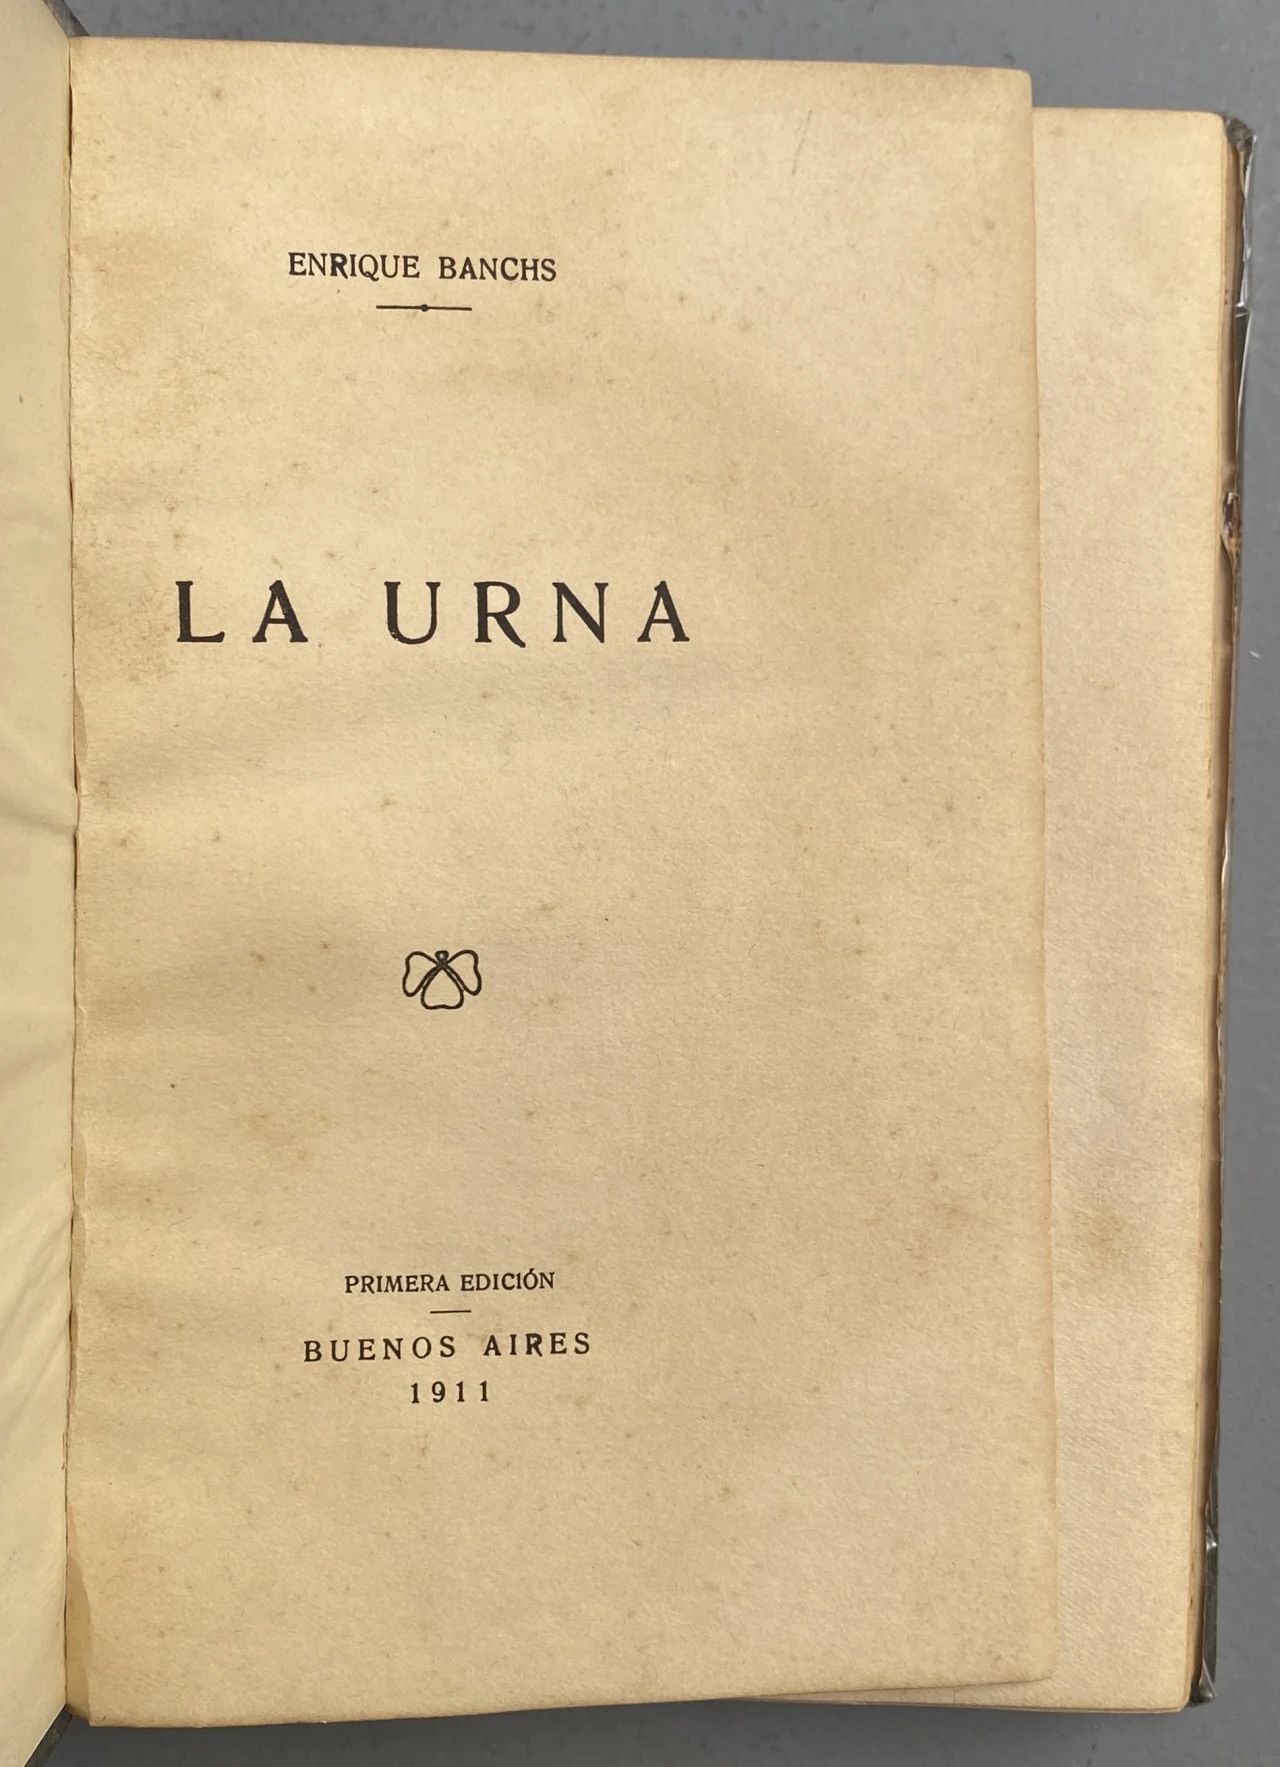 ENRIQUE BANCHS
LA URNA
PRIMERA EDICIÓN
BUENOS AIRES
1911